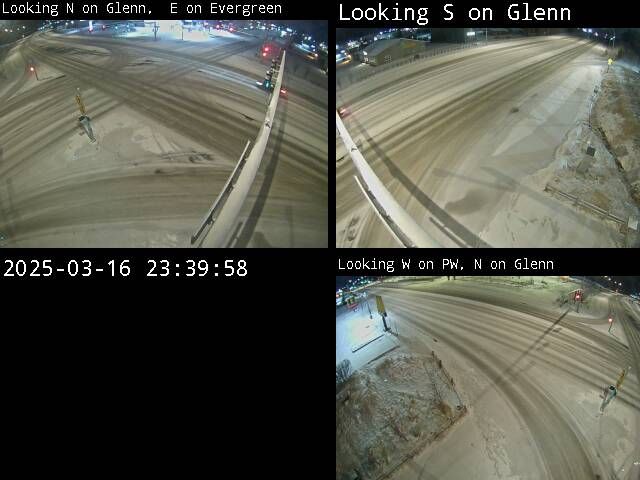 Looking N on Glenn,  E on Evergreen
Looking S on Glenn
2025-03-16 23:39:58
Looking W on PW, N on Glenn